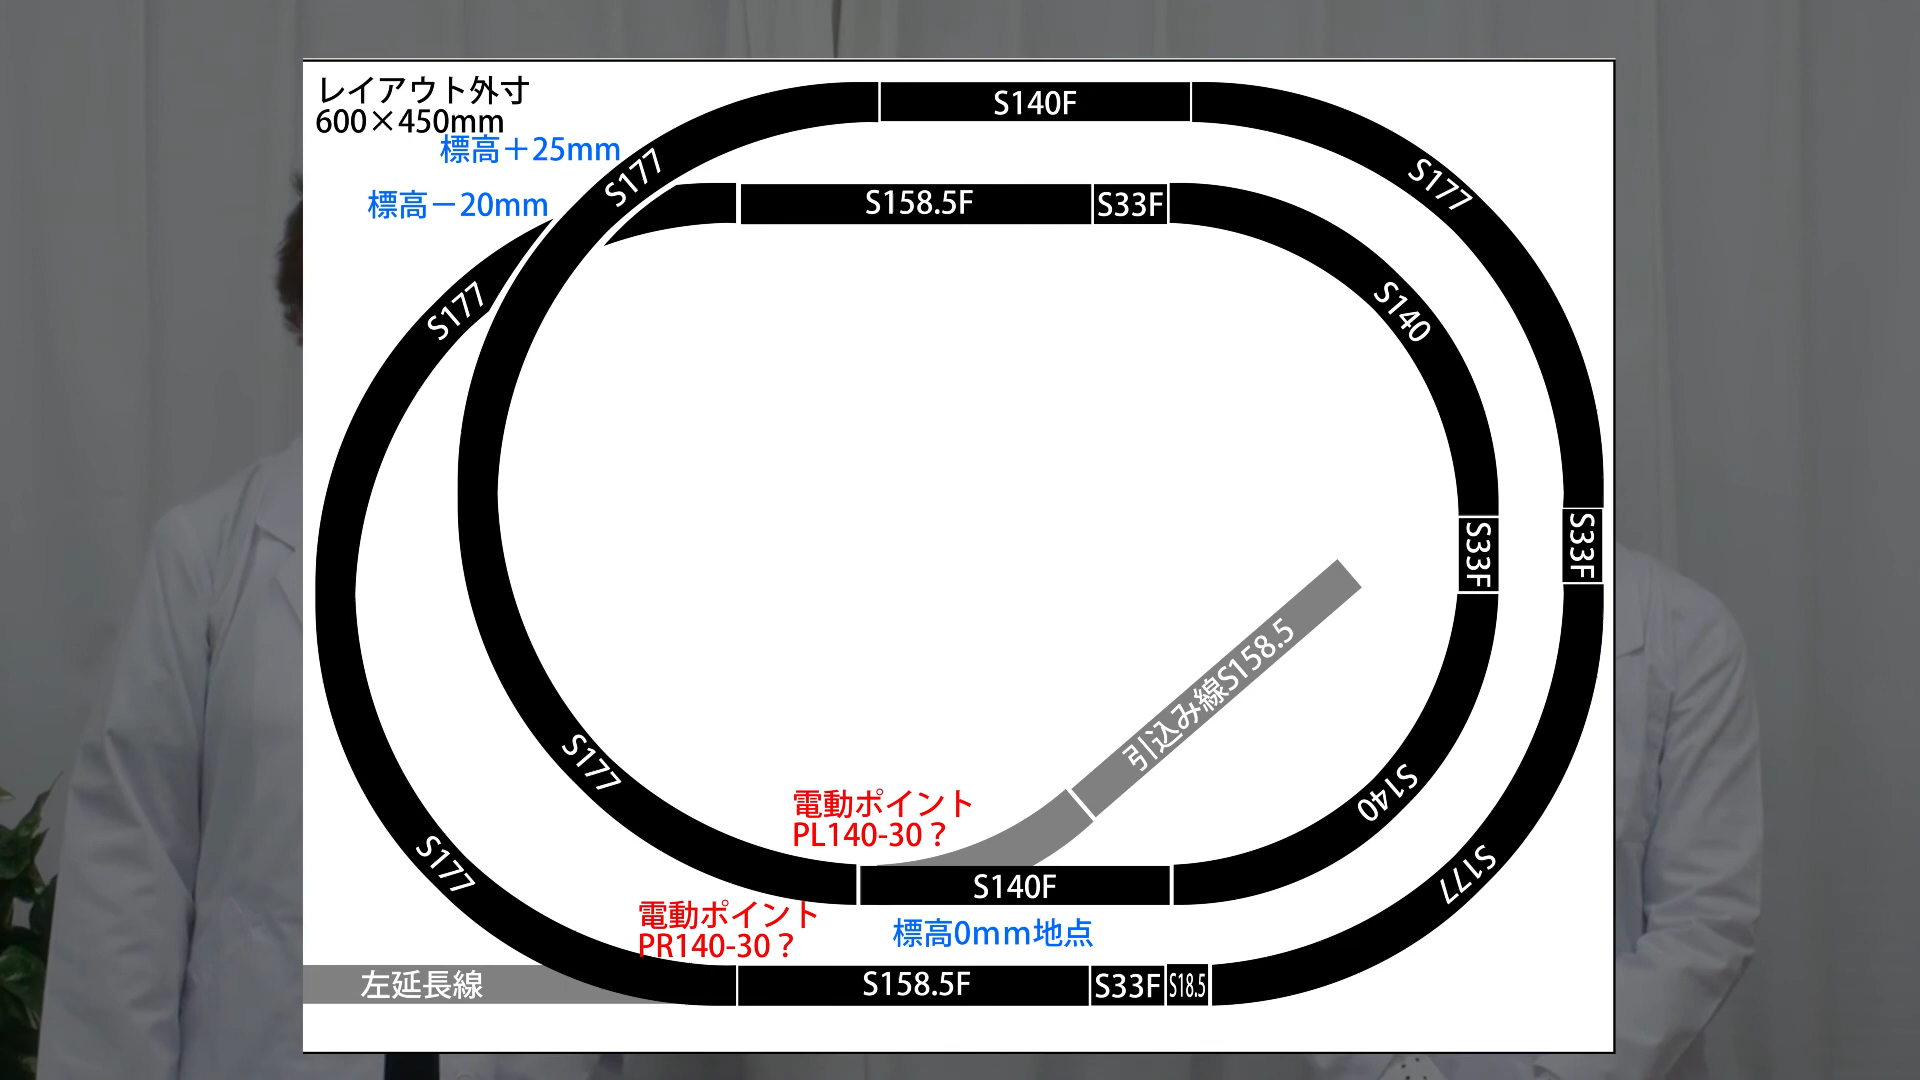 レイアウト外寸
600×450mm
標高＋25mm
標高－20mm
S140F
S177
S177
S158.5F
S33F
S177
S140
S33F
S33F
引込み線S158.5
S177
S140
電動ポイント
PL140-30？
S177
S177
S140F
電動ポイント
PR140-30？
標高0mm地点
左延長線
S158.5F
S33F
S18.5